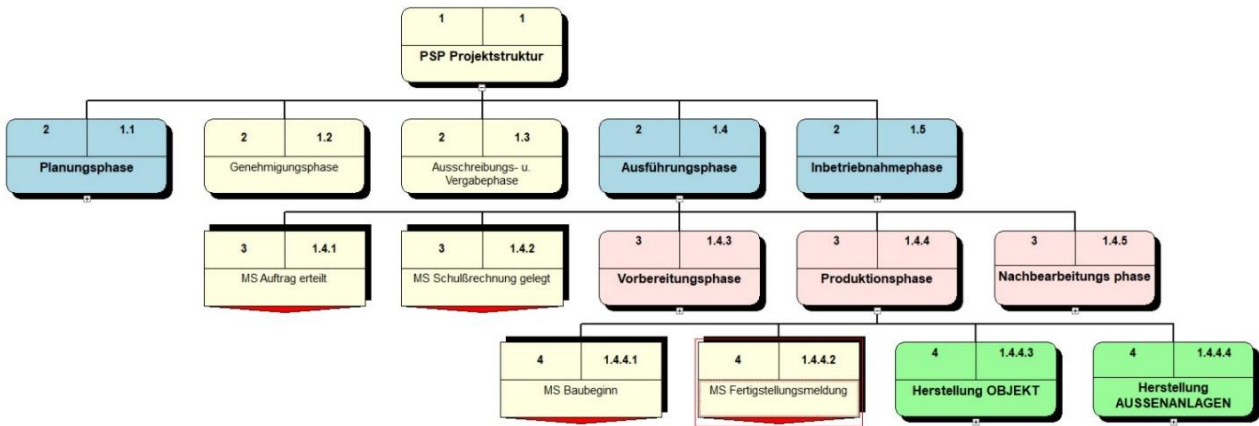 1 1
PSP Projektstruktur
2 1.1
Planungsphase
2 1.2
Genehmigungsphase
2 1.3
Ausschreibungs- u.
Vergabephase
2 1.4
Ausführungsphase
2 1.5
Inbetriebnahmephase
3 1.4.1
MS Auftrag erteilt
3 1.4.2
MS Schulßrechnung gelegt
3 1.4.3
Vorbereitungsphase
3 1.4.4
Produktionsphase
3 1.4.5
Nachbearbeitungs phase
4 1.4.4.1
MS Baubeginn
4 1.4.4.2
MS Fertigstellungsmeldung
4 1.4.4.3
Herstellung OBJEKT
4 1.4.4.4
Herstellung
AUSSENANLAGEN